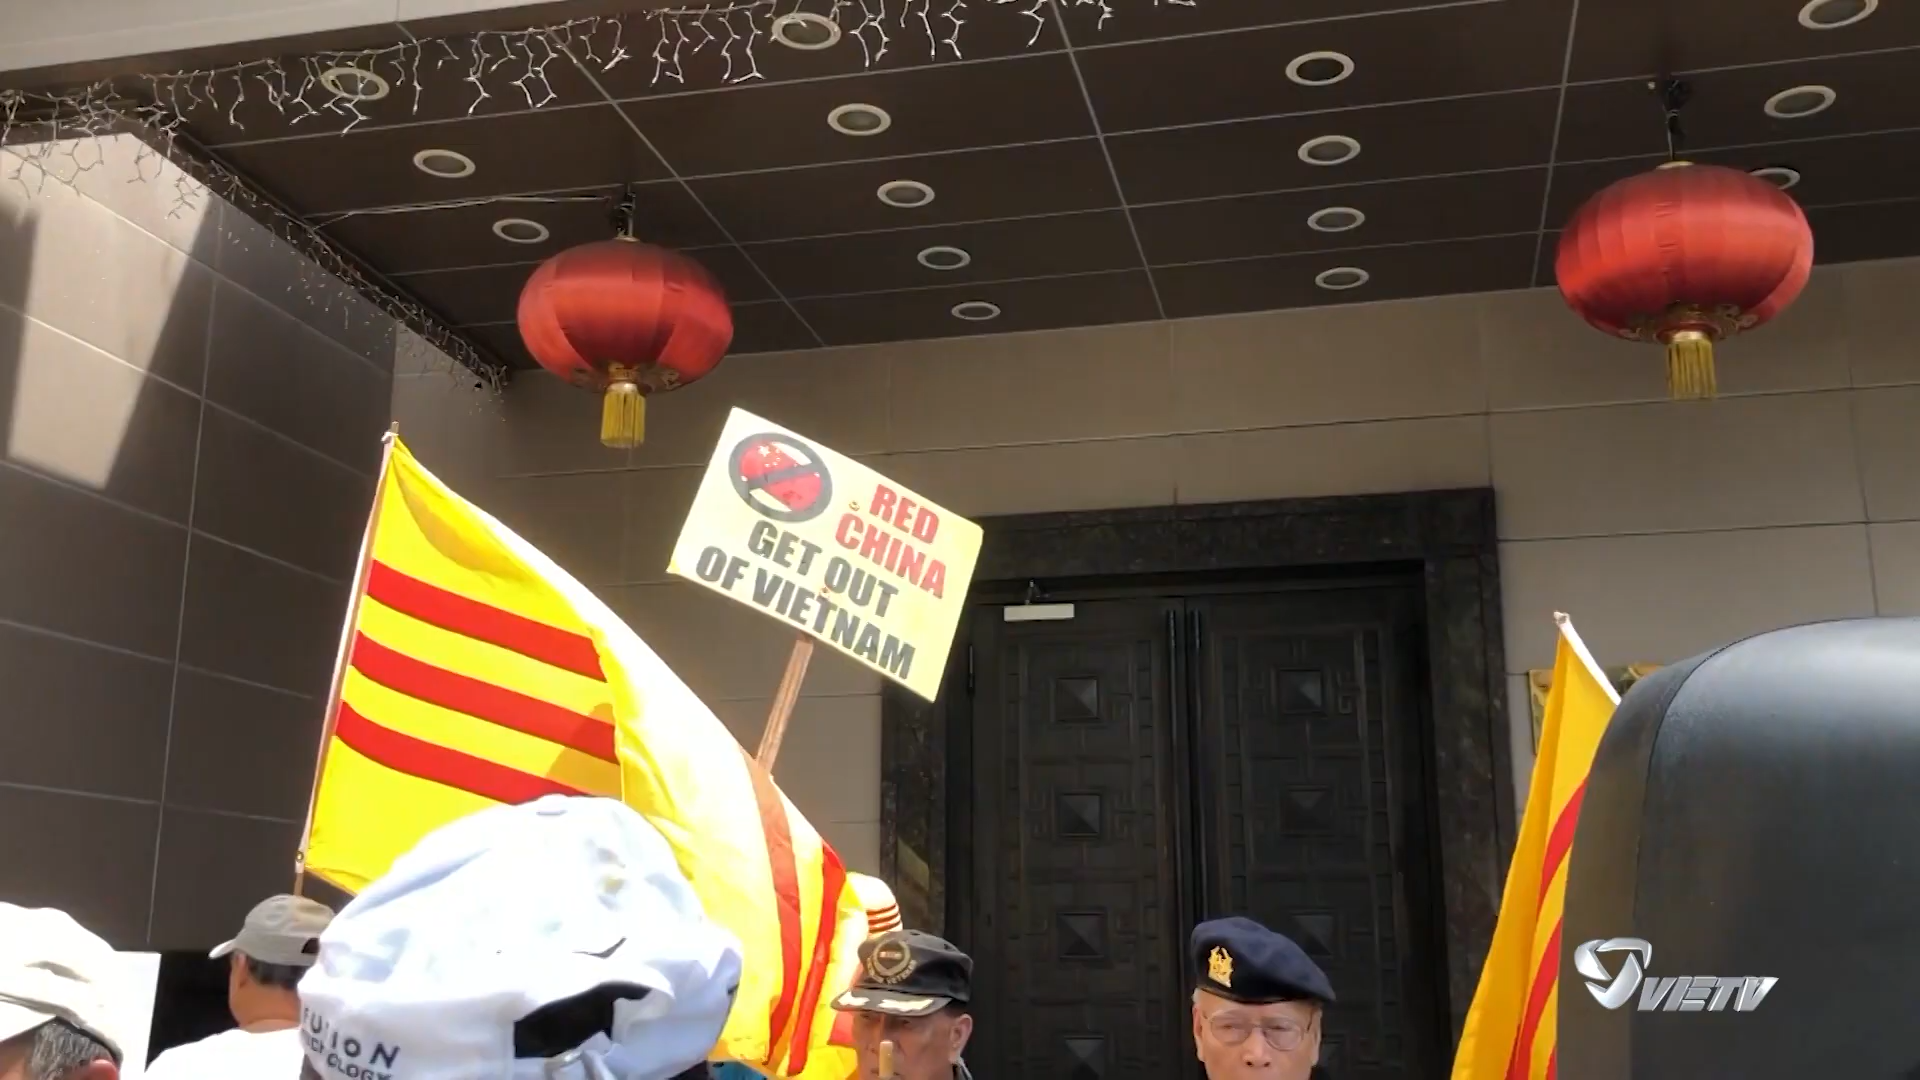 RED
CHINA
GET OUT
OF VIETNAM
VIETV